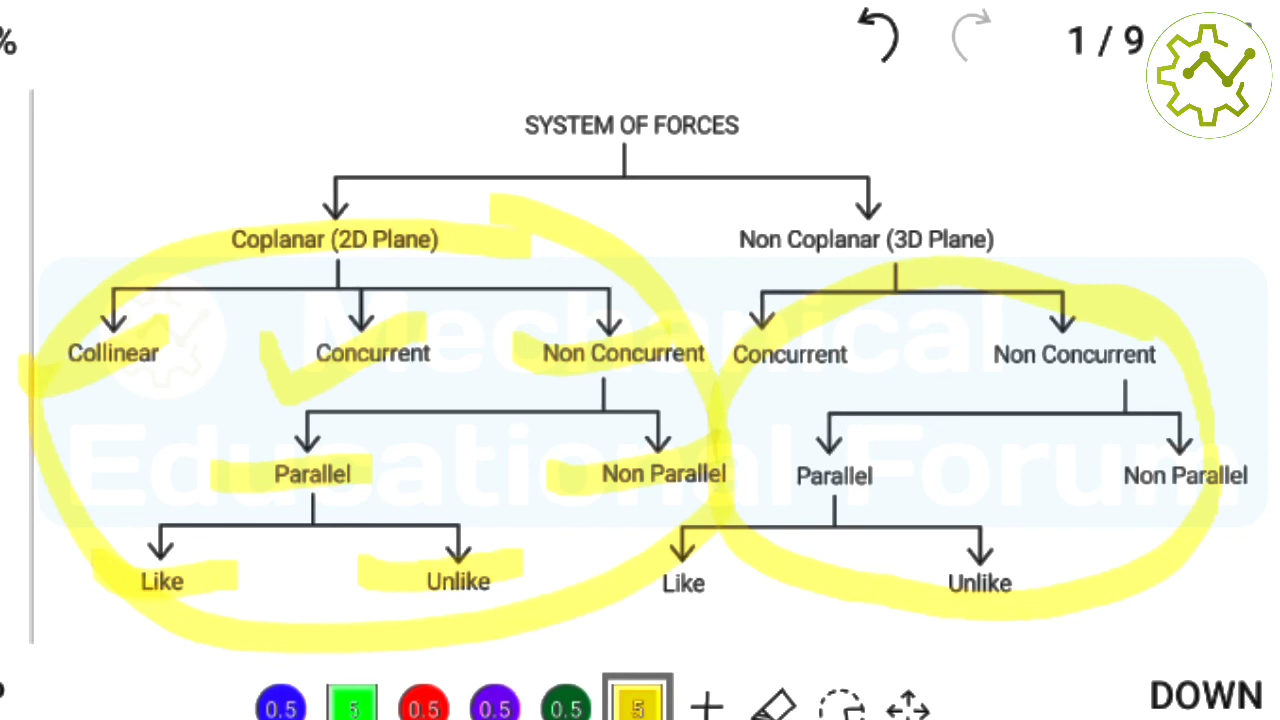 %
1 / 9
SYSTEM OF FORCES
Coplanar (2D Plane) Non Coplanar (3D Plane)
Mechanical
Collinear Concurrent Non Concurrent Concurrent Non Concurrent
Educational Forum
Parallel Non Parallel Parallel Non Parallel
Like Unlike Like Unlike
0.5 5 0.5 0.5 0.5 5 DOWN